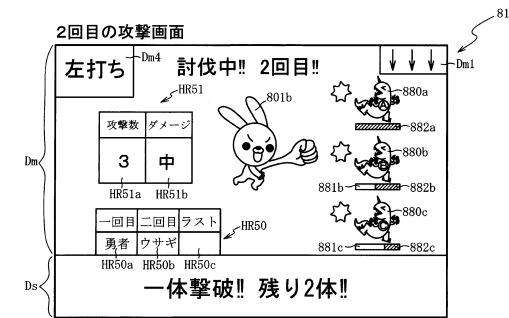 2回目の攻撃画面
81
左打ち
Dm4
討伐中!! 2回目!!
↓ ↓ ↓
Dm1
HR51
801b
880a
攻撃数 ダメージ
882a
3 中
880b
Dm
HR51a HR51b
881b
882b
一回目 二回目 ラスト
HR50
880c
勇者 ウサギ
881c
882c
HR50a HR50b HR50c
Ds
一体撃破!! 残り2体!!